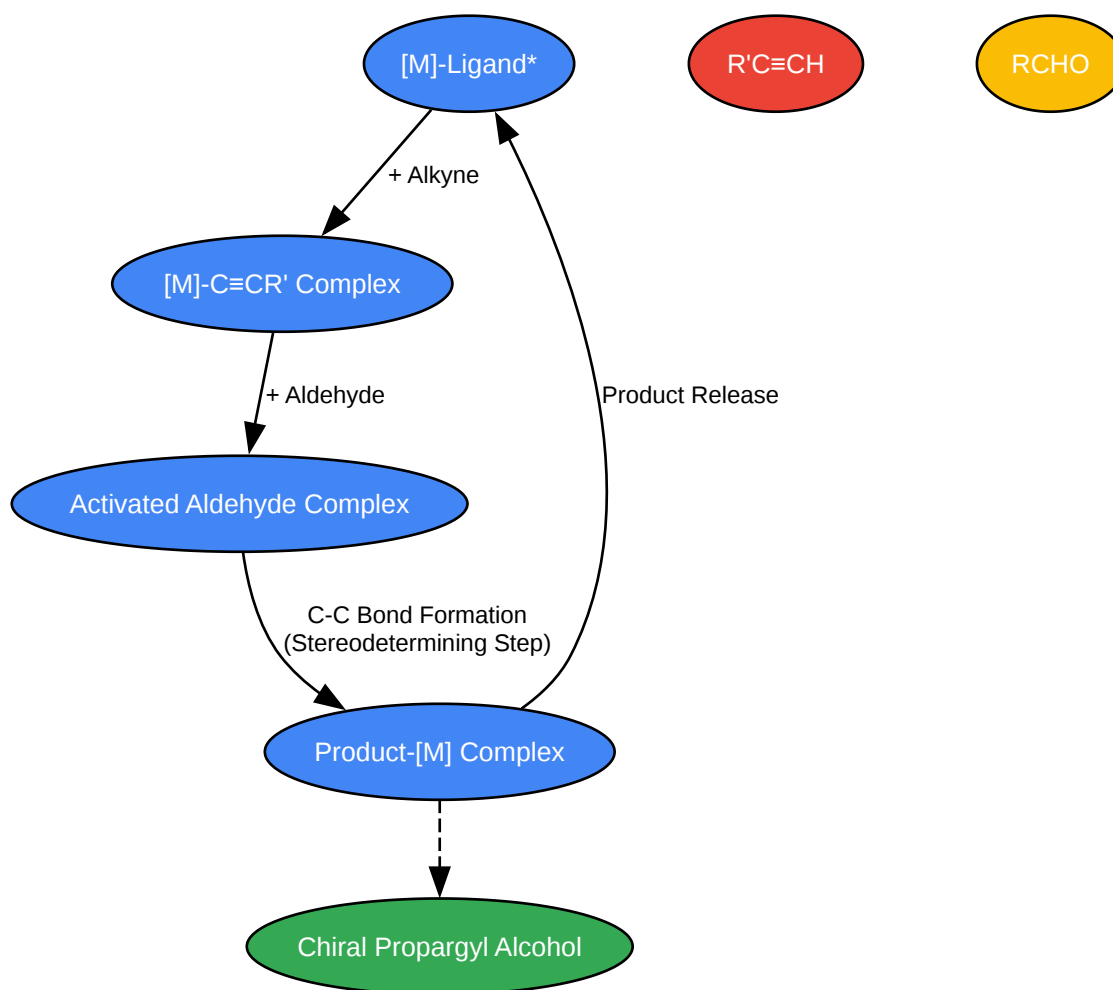 [M]-Ligand*
R'C≡CH
RCHO
+ Alkyne
[M]-C≡CR' Complex
+ Aldehyde
Product Release
Activated Aldehyde Complex
C-C Bond Formation
(Stereodetermining Step)
Product-[M] Complex
Chiral Propargyl Alcohol